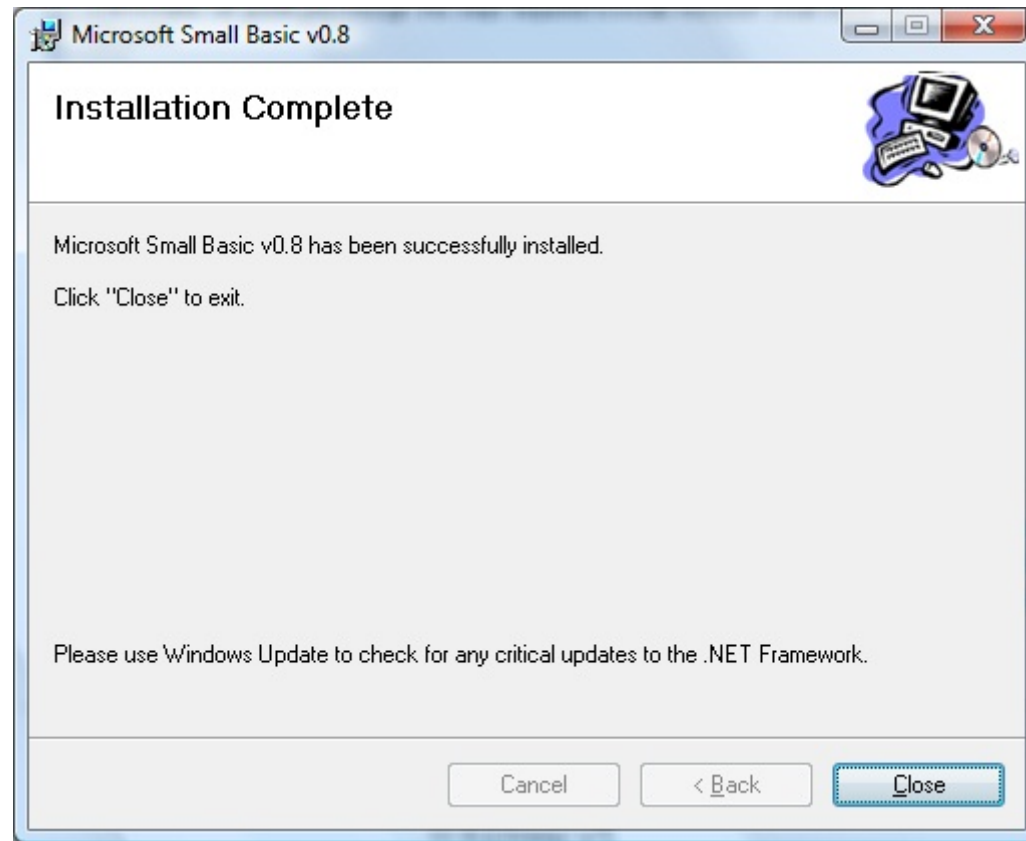 Microsoft Small Basic v0.8
Installation Complete
Microsoft Small Basic v0.8 has been successfully installed.
Click "Close" to exit.
Please use Windows Update to check for any critical updates to the .NET Framework.
Cancel
< Back
Close